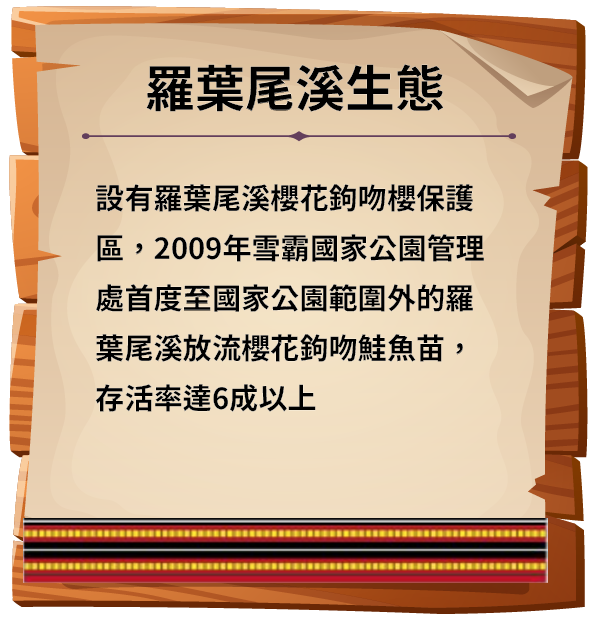 羅葉尾溪生態
設有羅葉尾溪櫻花鉤吻櫻保護
區，2009年雪霸國家公園管理
處首度至國家公園範圍外的羅
葉尾溪放流櫻花鉤吻鮭魚苗，
存活率達6成以上